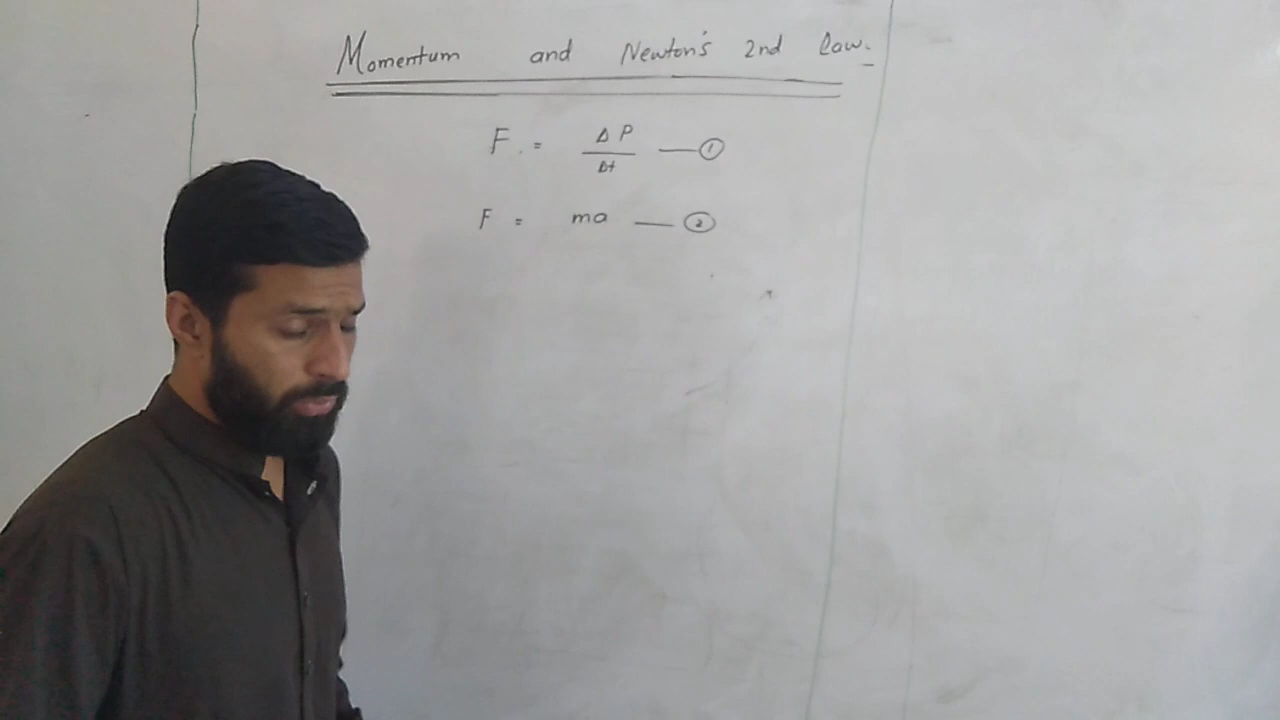 Momentum and Newton's 2nd law.
F. = ΔP/Δt — ①
F = ma — ②